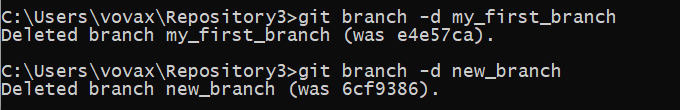 C:\Users\vovax\Repository3>git branch -d my_first_branch
Deleted branch my_first_branch (was e4e57ca).
C:\Users\vovax\Repository3>git branch -d new_branch
Deleted branch new_branch (was 6cf9386).